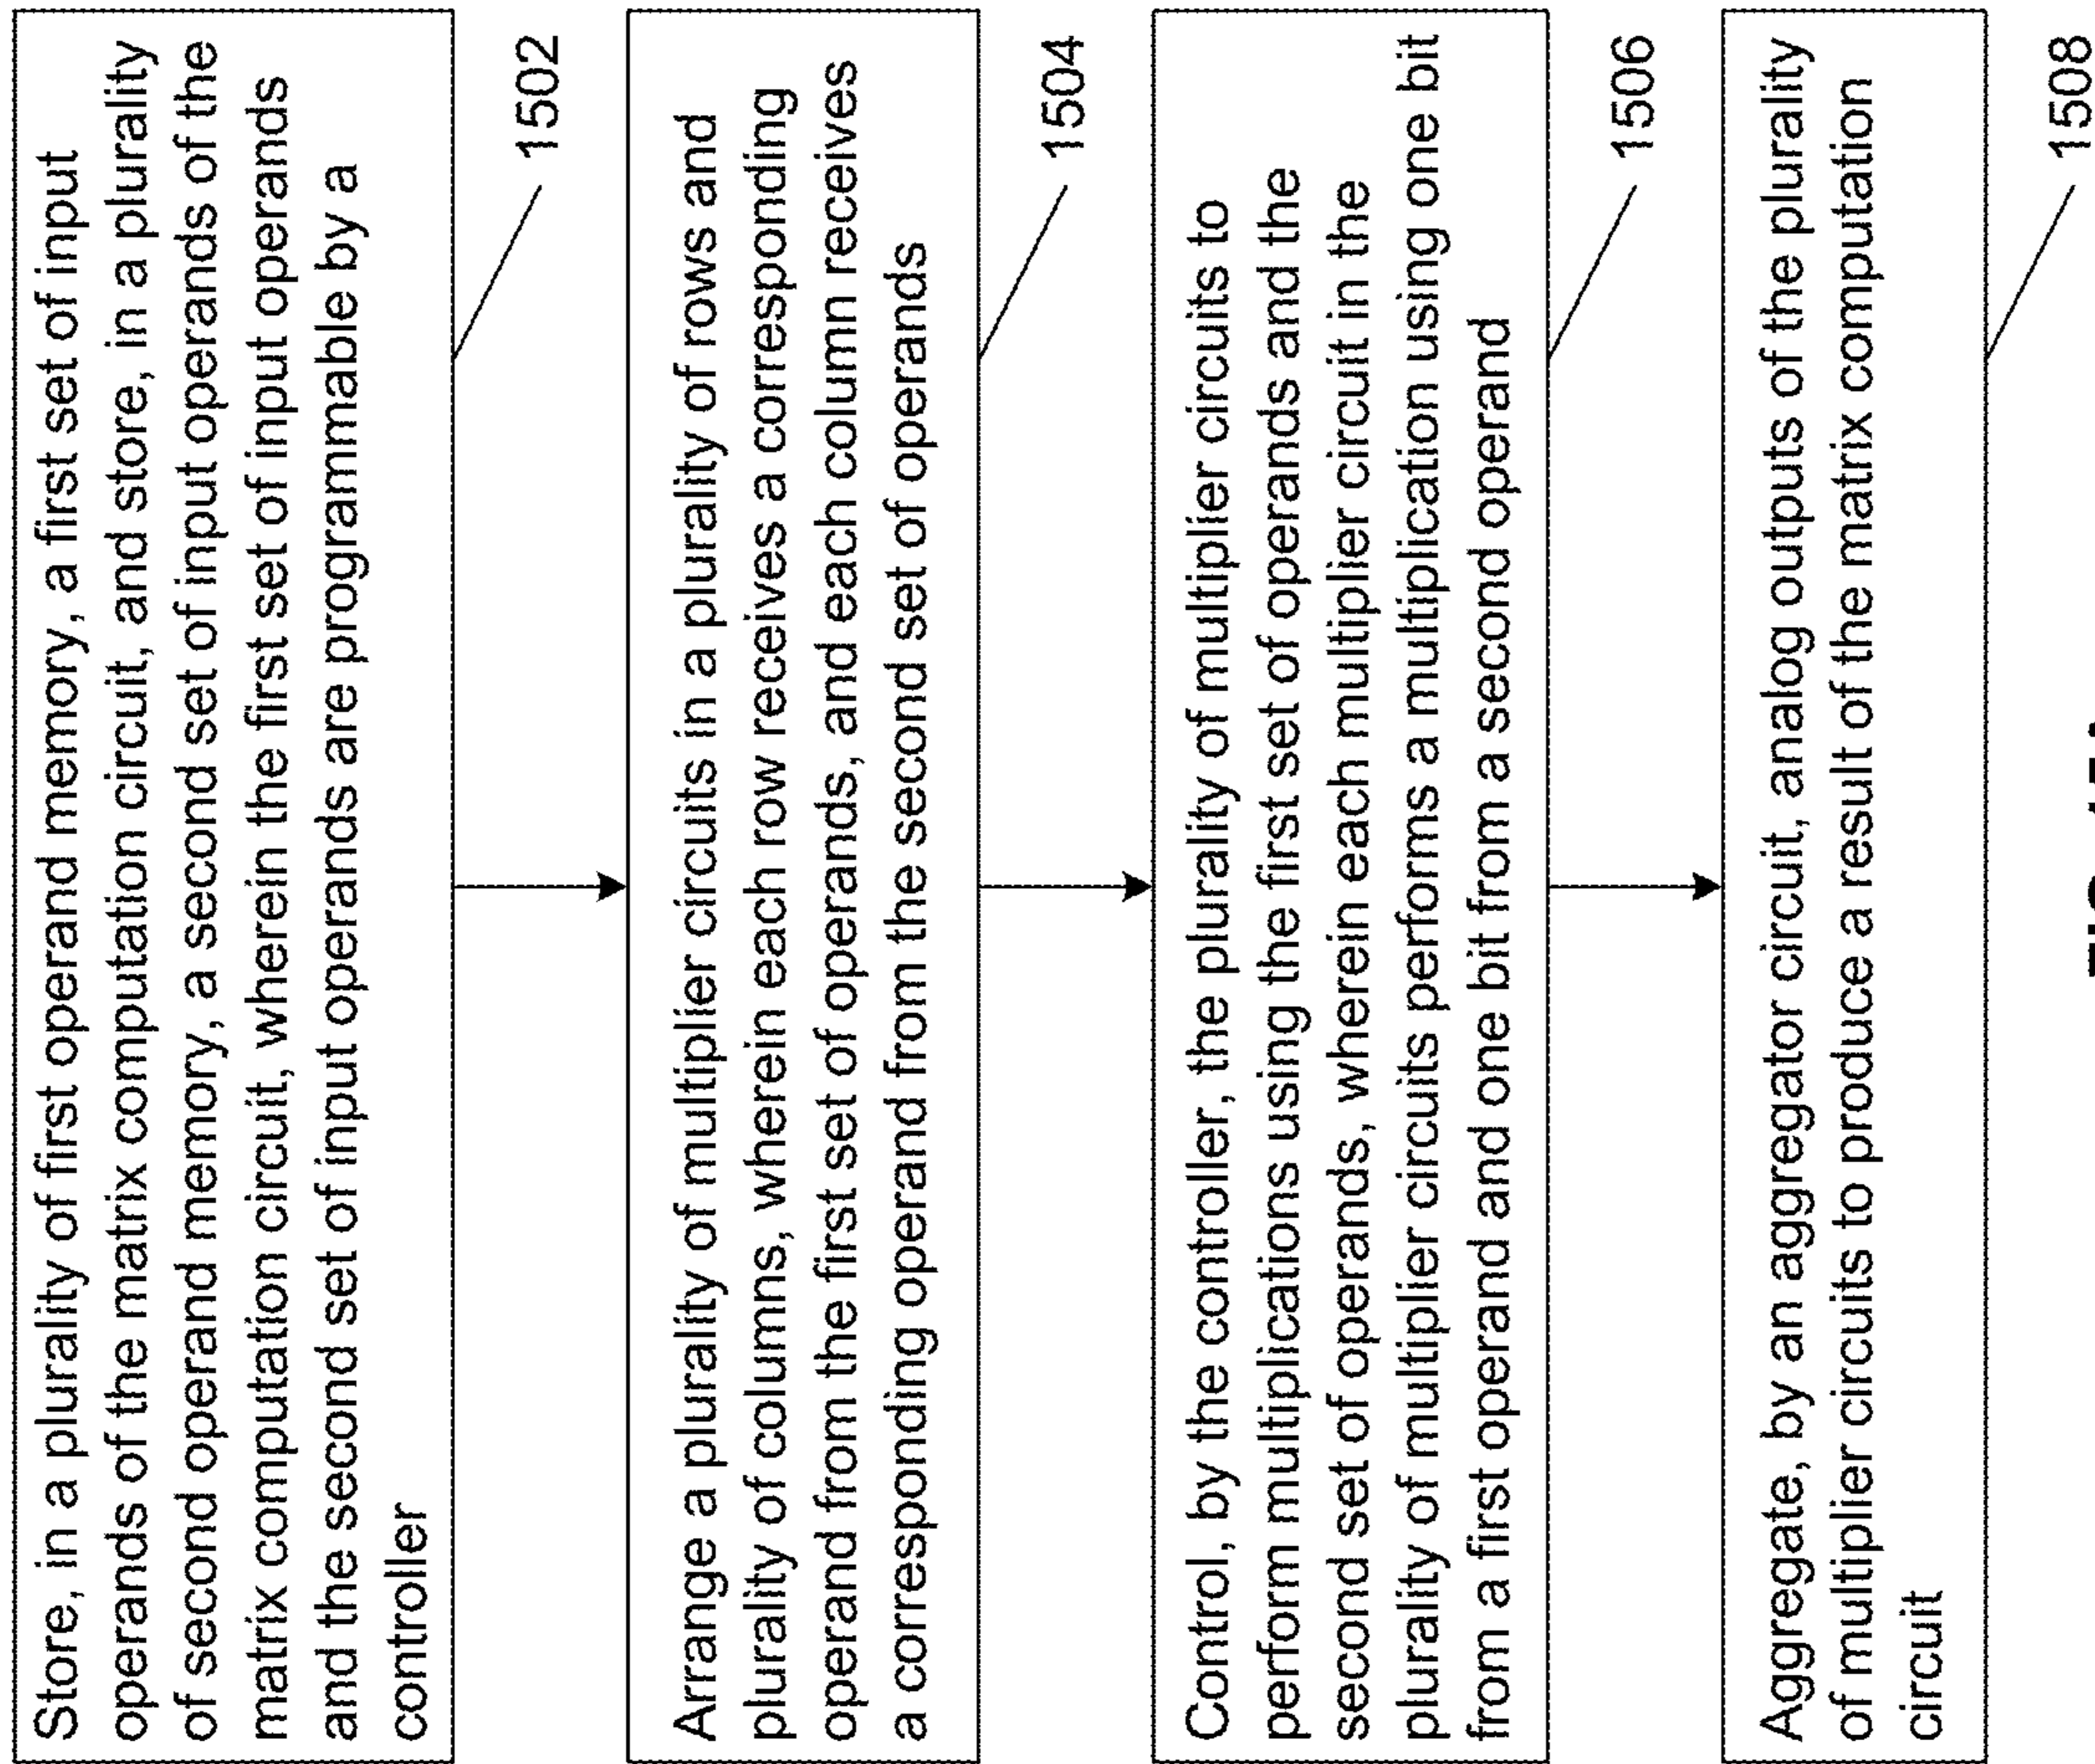 Store, in a plurality of first operand memory, a first set of input
operands of the matrix computation circuit, and store, in a plurality
of second operand memory, a second set of input operands of the
matrix computation circuit, wherein the first set of input operands
and the second set of input operands are programmable by a
controller
1502
Arrange a plurality of multiplier circuits in a plurality of rows and
plurality of columns, wherein each row receives a corresponding
operand from the first set of operands, and each column receives
a corresponding operand from the second set of operands
1504
Control, by the controller, the plurality of multiplier circuits to
perform multiplications using the first set of operands and the
second set of operands, wherein each multiplier circuit in the
plurality of multiplier circuits performs a multiplication using one bit
from a first operand and one bit from a second operand
1506
Aggregate, by an aggregator circuit, analog outputs of the plurality
of multiplier circuits to produce a result of the matrix computation
circuit
1508